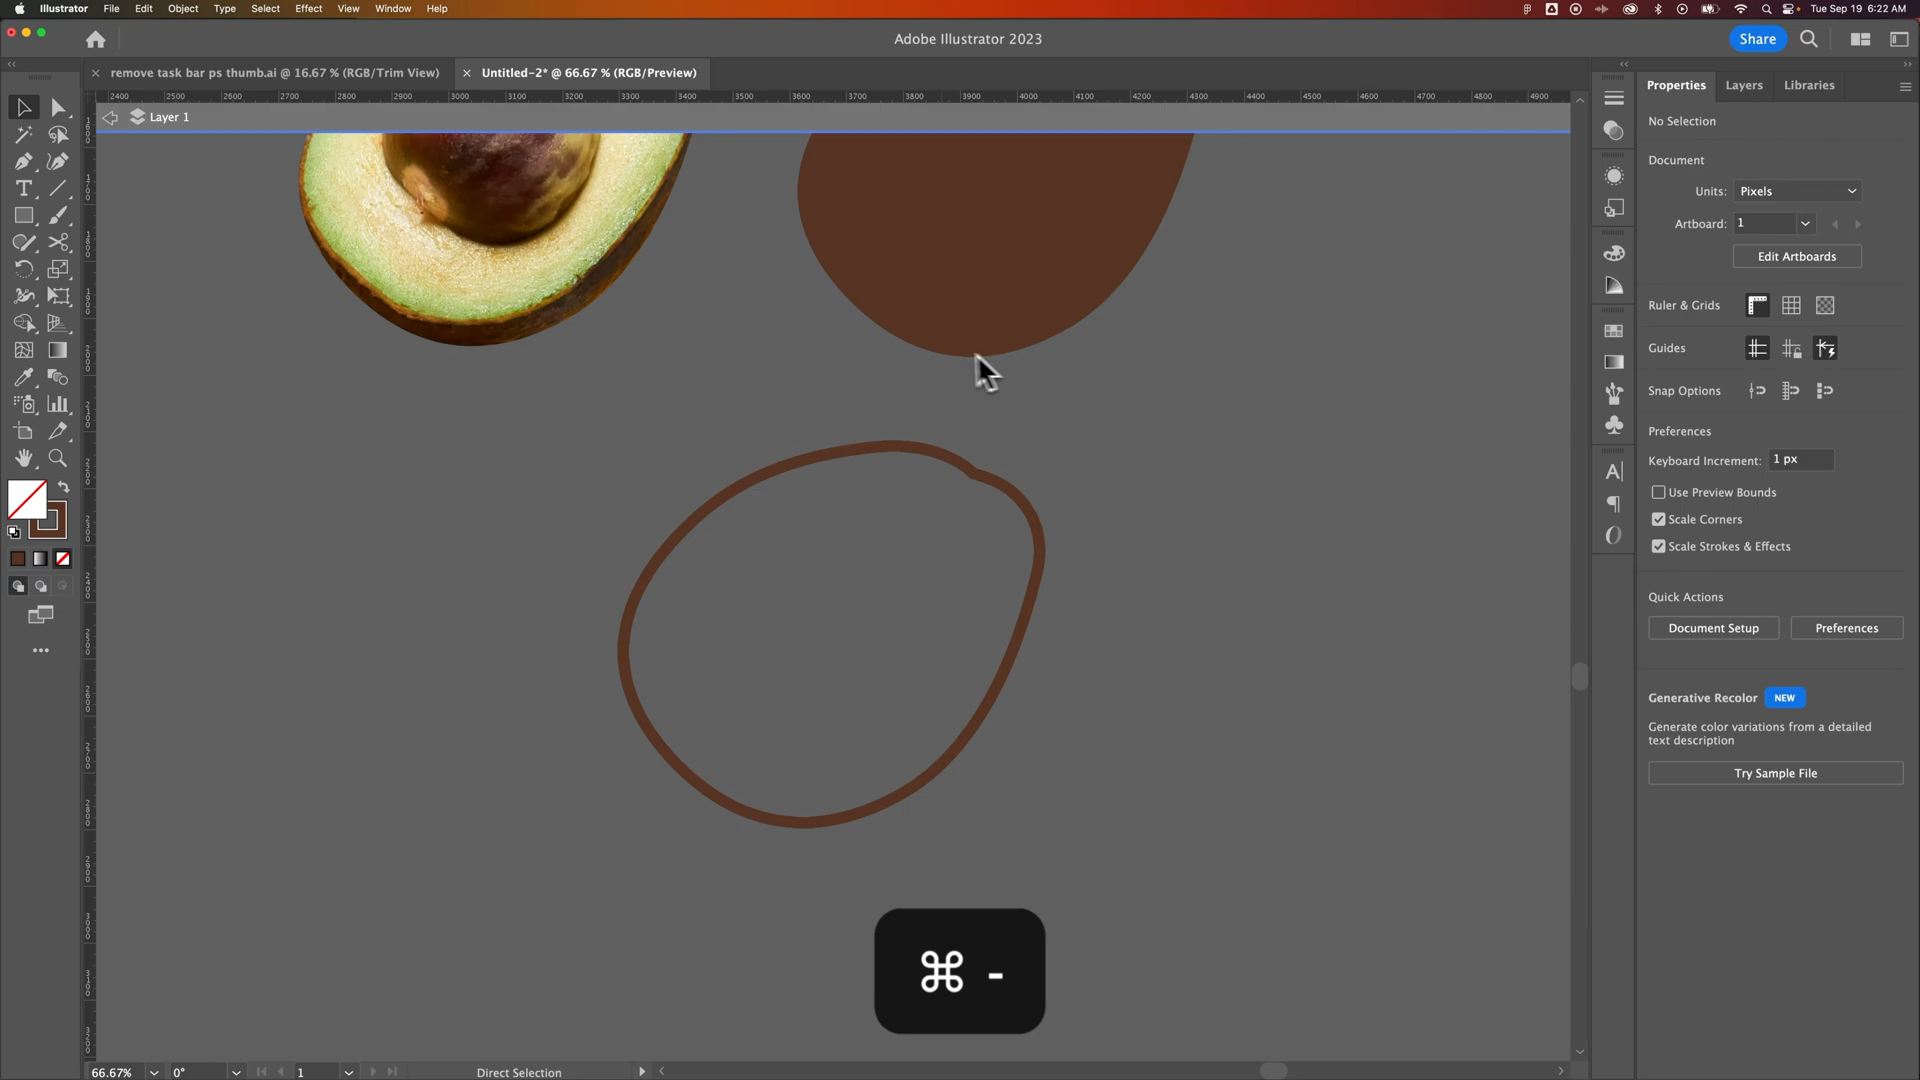 Illustrator File Edit Object Type Select Effect View Window Help Tue Sep 19 6:22 AM
Adobe Illustrator 2023 Share
remove task bar ps thumb.ai @ 16.67 % (RGB/Trim View) Untitled-2* @ 66.67 % (RGB/Preview)
2400 2500 2600 2700 2800 2900 3000 3100 3200 3300 3400 3500 3600 3700 3800 3900 4000 4100 4200 4300 4400 4500 4600 4700 4800 4900
Layer 1
Properties Layers Libraries
No Selection
Document
Units: Pixels
Artboard: 1
Edit Artboards
Ruler & Grids
Guides
Snap Options
Preferences
Keyboard Increment: 1 px
Use Preview Bounds
Scale Corners
Scale Strokes & Effects
Quick Actions
Document Setup Preferences
Generative Recolor NEW
Generate color variations from a detailed
text description
Try Sample File
⌘ -
66.67% 0° 1 Direct Selection